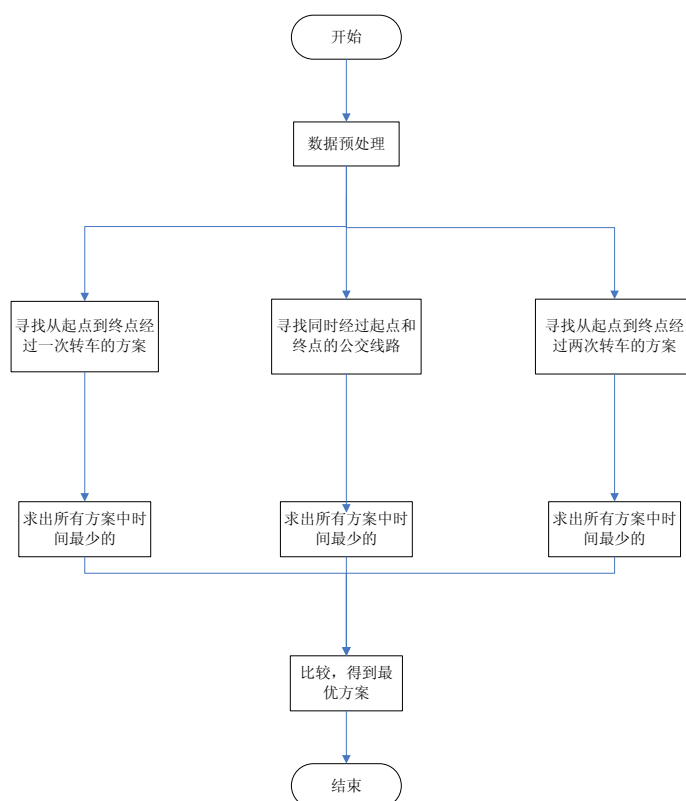 开始
数据预处理
寻找从起点到终点经
过一次转车的方案
寻找同时经过起点和
终点的公交线路
寻找从起点到终点经
过两次转车的方案
求出所有方案中时
间最少的
求出所有方案中时
间最少的
求出所有方案中时
间最少的
比较，得到最
优方案
结束